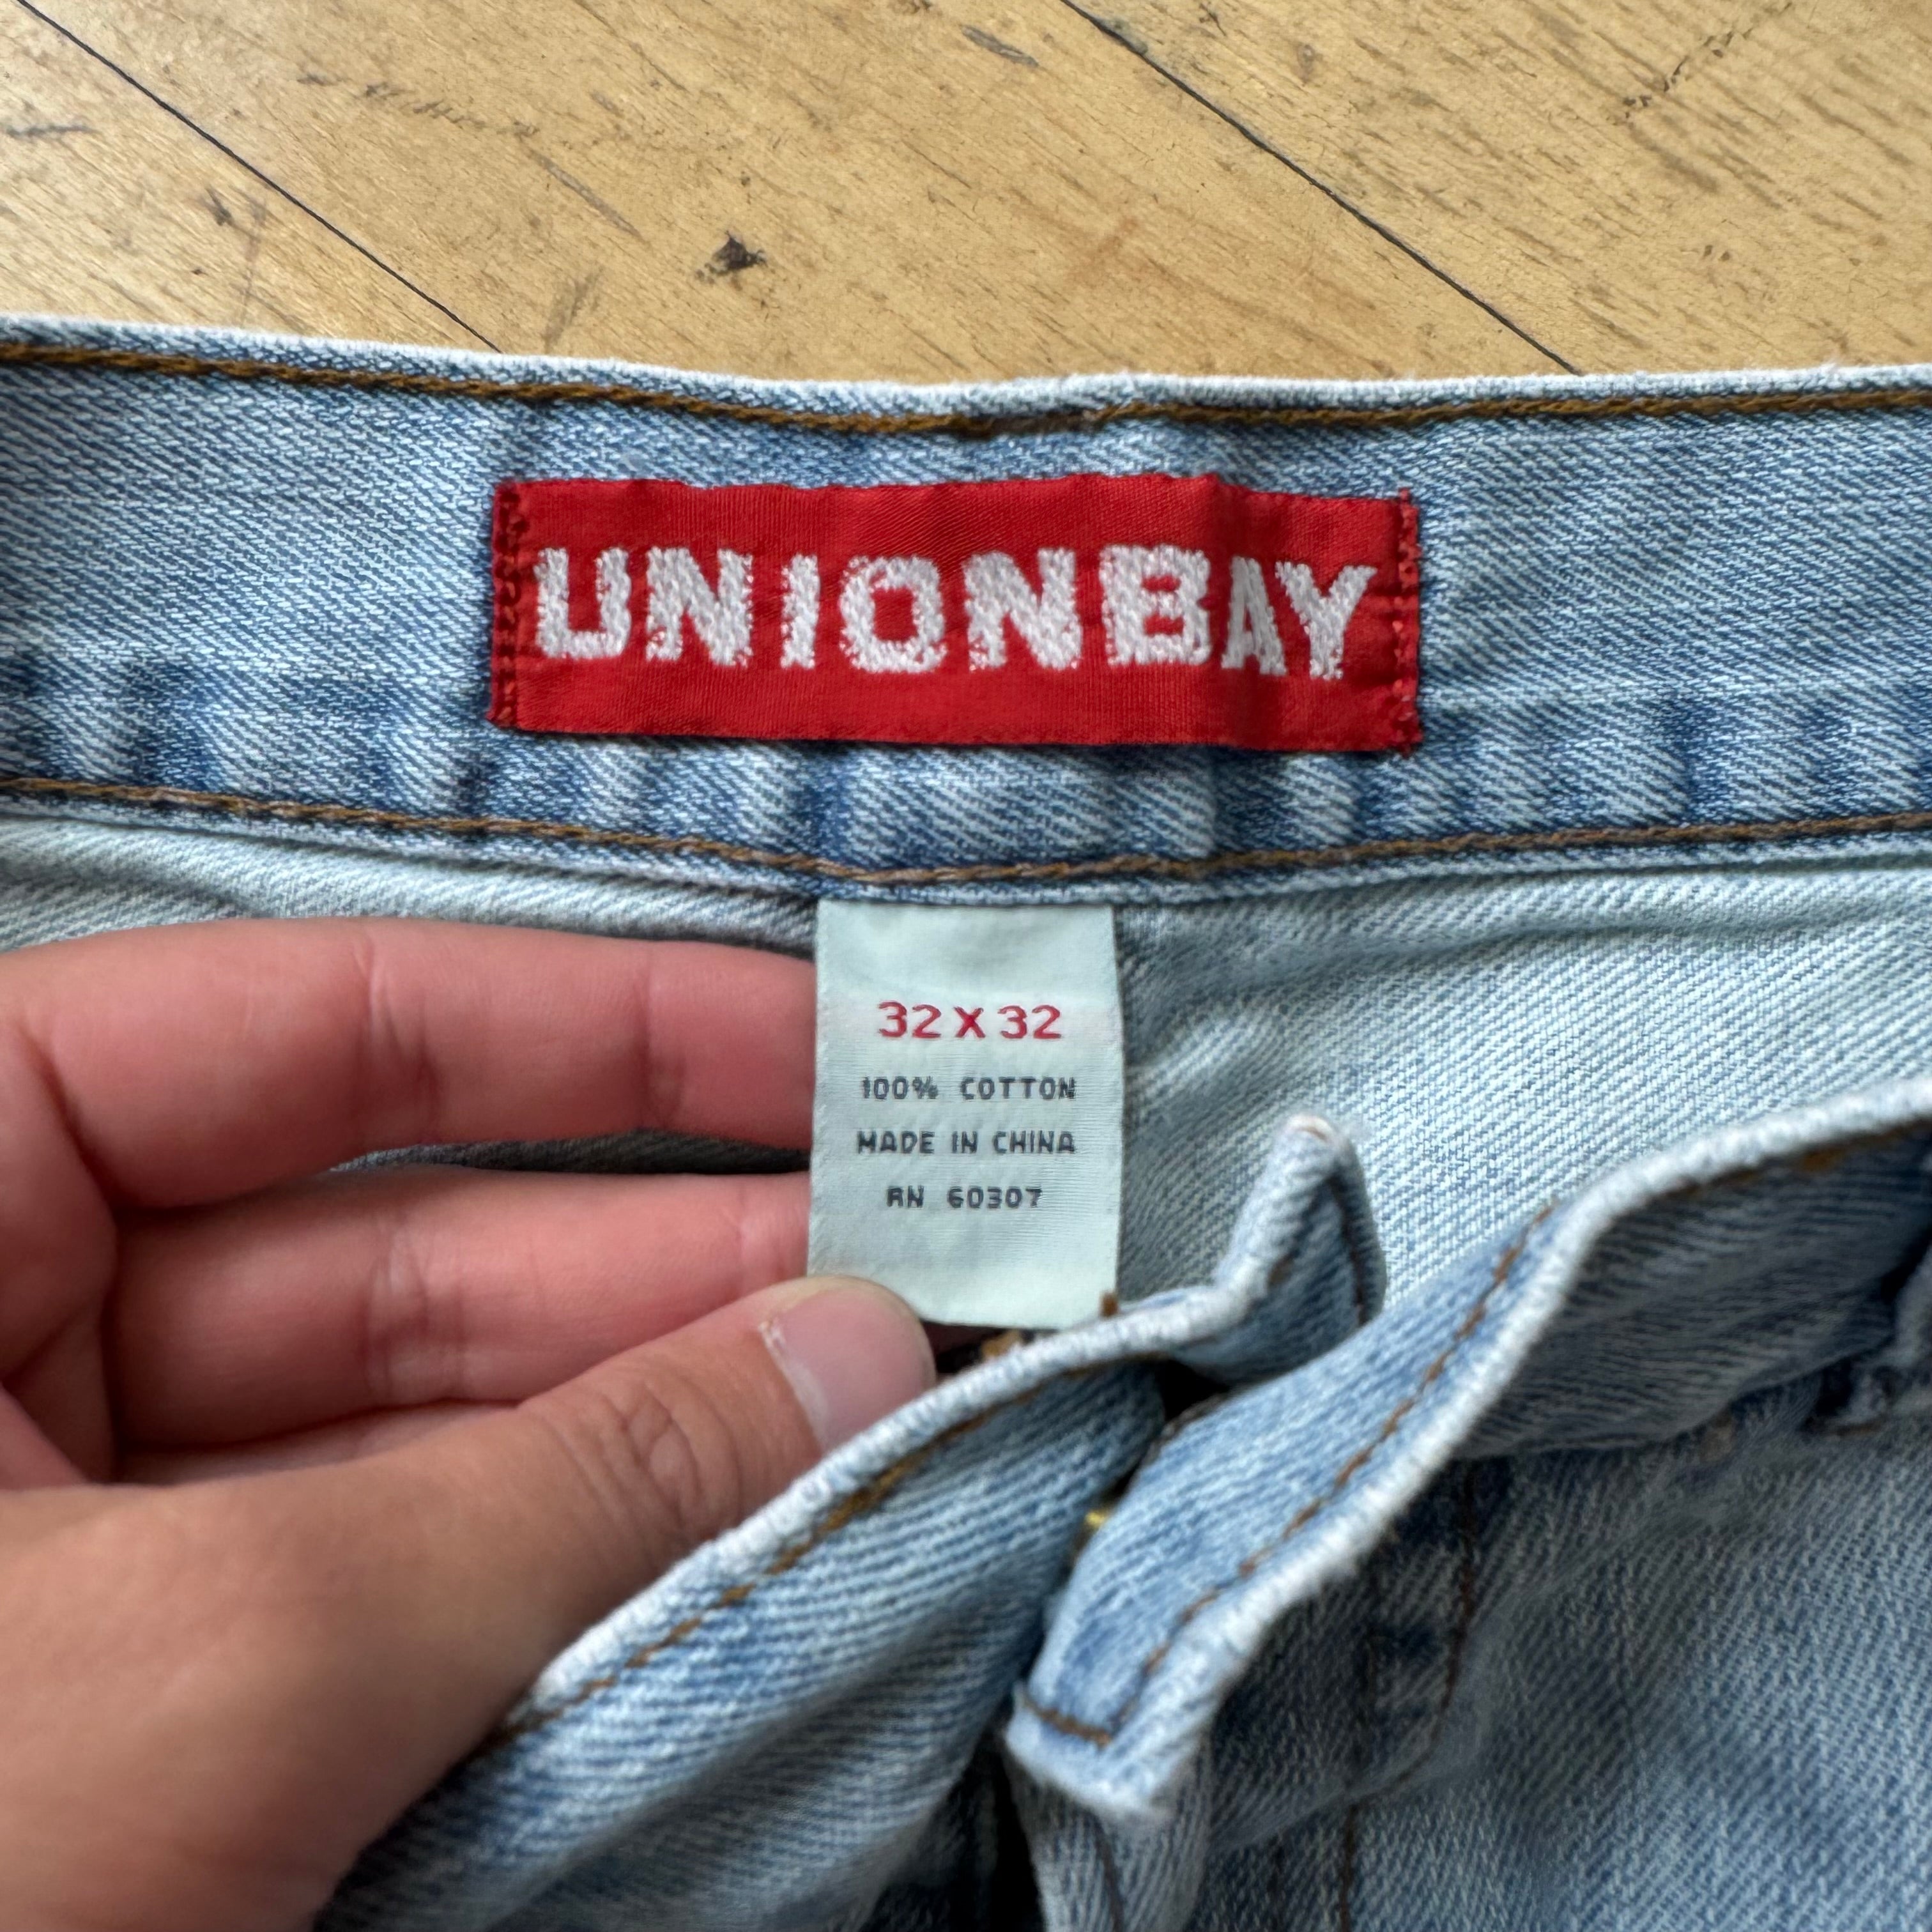 UNIONBAY
32 X 32
100% COTTON
MADE IN CHINA
RN 60307